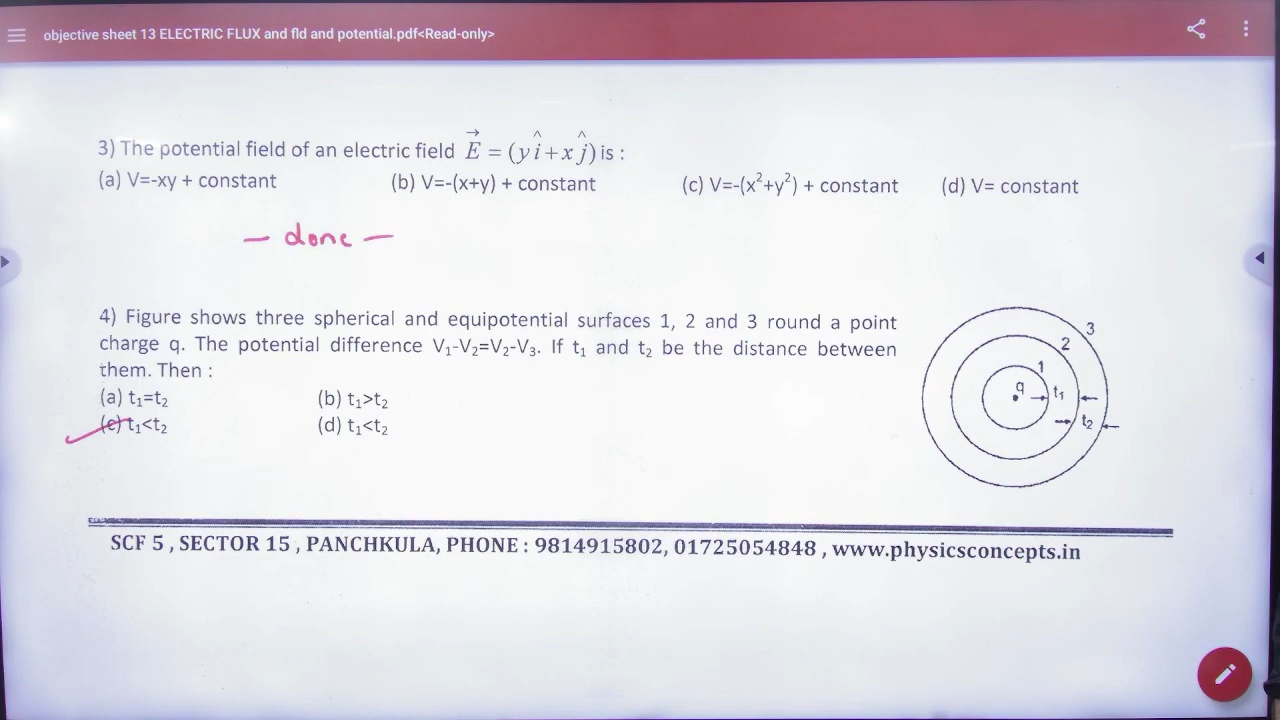 objective sheet 13 ELECTRIC FLUX and fld and potential.pdf<Read-only>
3) The potential field of an electric field E⃗ = (y î + x ĵ) is :
(a) V=-xy + constant (b) V=-(x+y) + constant (c) V=-(x²+y²) + constant (d) V= constant
– done –
4) Figure shows three spherical and equipotential surfaces 1, 2 and 3 round a point
charge q. The potential difference V₁-V₂=V₂-V₃. If t₁ and t₂ be the distance between
them. Then :
(a) t₁=t₂ (b) t₁>t₂
(c) t₁<t₂ (d) t₁<t₂
3
2
1
q
t₁
t₂
SCF 5 , SECTOR 15 , PANCHKULA, PHONE : 9814915802, 01725054848 , www.physicsconcepts.in